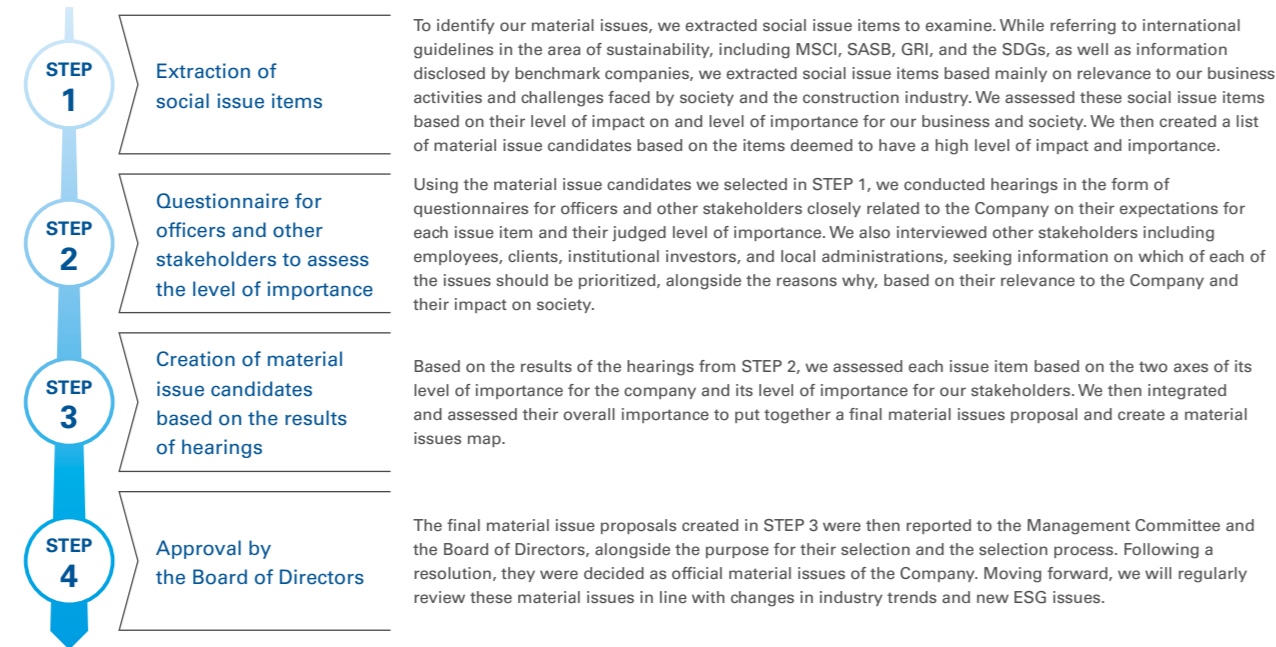 STEP
1
Extraction of
social issue items
To identify our material issues, we extracted social issue items to examine. While referring to international
guidelines in the area of sustainability, including MSCI, SASB, GRI, and the SDGs, as well as information
disclosed by benchmark companies, we extracted social issue items based mainly on relevance to our business
activities and challenges faced by society and the construction industry. We assessed these social issue items
based on their level of impact on and level of importance for our business and society. We then created a list
of material issue candidates based on the items deemed to have a high level of impact and importance.
STEP
2
Questionnaire for
officers and other
stakeholders to assess
the level of importance
Using the material issue candidates we selected in STEP 1, we conducted hearings in the form of
questionnaires for officers and other stakeholders closely related to the Company on their expectations for
each issue item and their judged level of importance. We also interviewed other stakeholders including
employees, clients, institutional investors, and local administrations, seeking information on which of each of
the issues should be prioritized, alongside the reasons why, based on their relevance to the Company and
their impact on society.
STEP
3
Creation of material
issue candidates
based on the results
of hearings
Based on the results of the hearings from STEP 2, we assessed each issue item based on the two axes of its
level of importance for the company and its level of importance for our stakeholders. We then integrated
and assessed their overall importance to put together a final material issues proposal and create a material
issues map.
STEP
4
Approval by
the Board of Directors
The final material issue proposals created in STEP 3 were then reported to the Management Committee and
the Board of Directors, alongside the purpose for their selection and the selection process. Following a
resolution, they were decided as official material issues of the Company. Moving forward, we will regularly
review these material issues in line with changes in industry trends and new ESG issues.